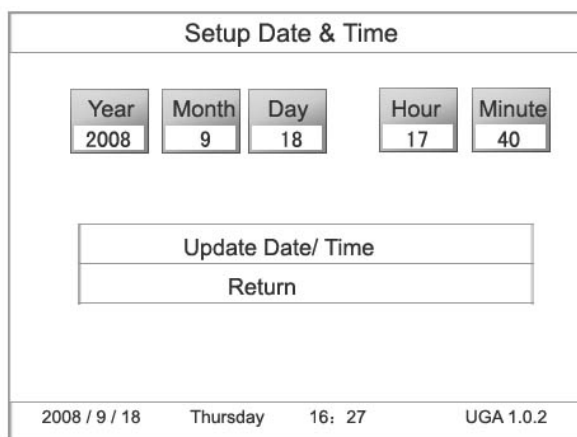 Setup Date & Time
Year Month Day Hour Minute
2008 9 18 17 40
Update Date/ Time
Return
2008 / 9 / 18 Thursday 16: 27 UGA 1.0.2